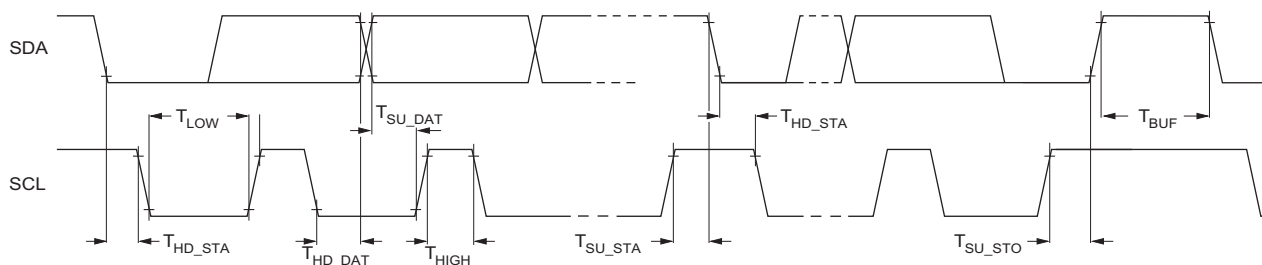 SDA
T_LOW
T_SU_DAT
T_HD_STA
T_BUF
SCL
T_HD_STA
T_HD_DAT
T_HIGH
T_SU_STA
T_SU_STO